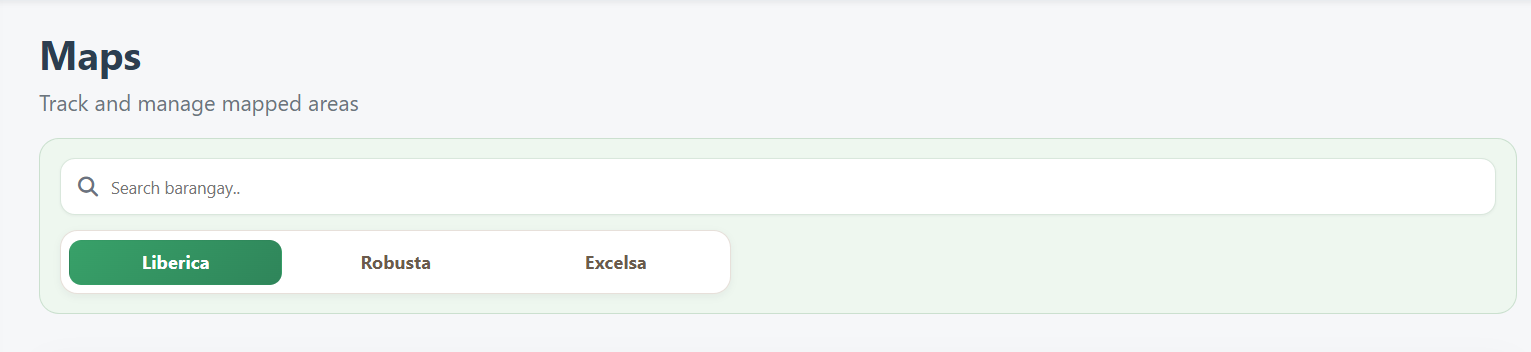 Maps
Track and manage mapped areas
Search barangay..
Liberica Robusta Excelsa